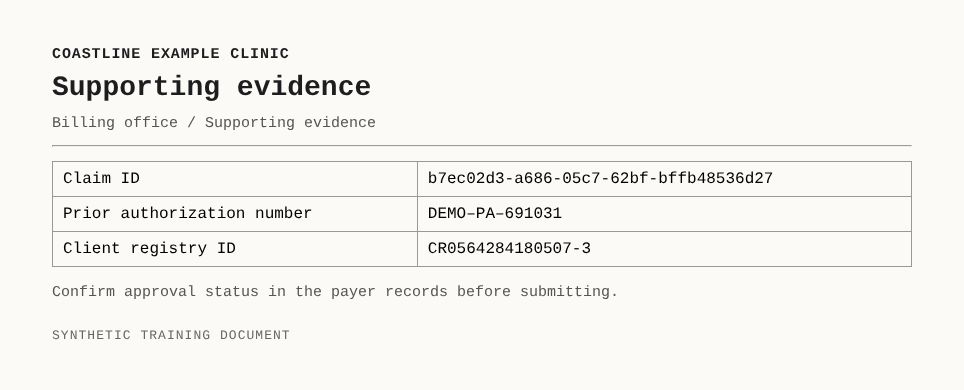 COASTLINE EXAMPLE CLINIC
Supporting evidence
Billing office / Supporting evidence
Claim ID b7ec02d3-a686-05c7-62bf-bffb48536d27
Prior authorization number DEMO–PA–691031
Client registry ID CR0564284180507-3
Confirm approval status in the payer records before submitting.
SYNTHETIC TRAINING DOCUMENT